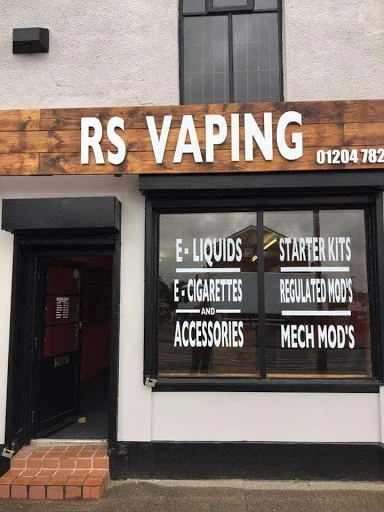 RS VAPING
01204 782
E-LIQUIDS
E-CIGARETTES
AND
ACCESSORIES
STARTER KITS
REGULATED MOD'S
MECH MOD'S